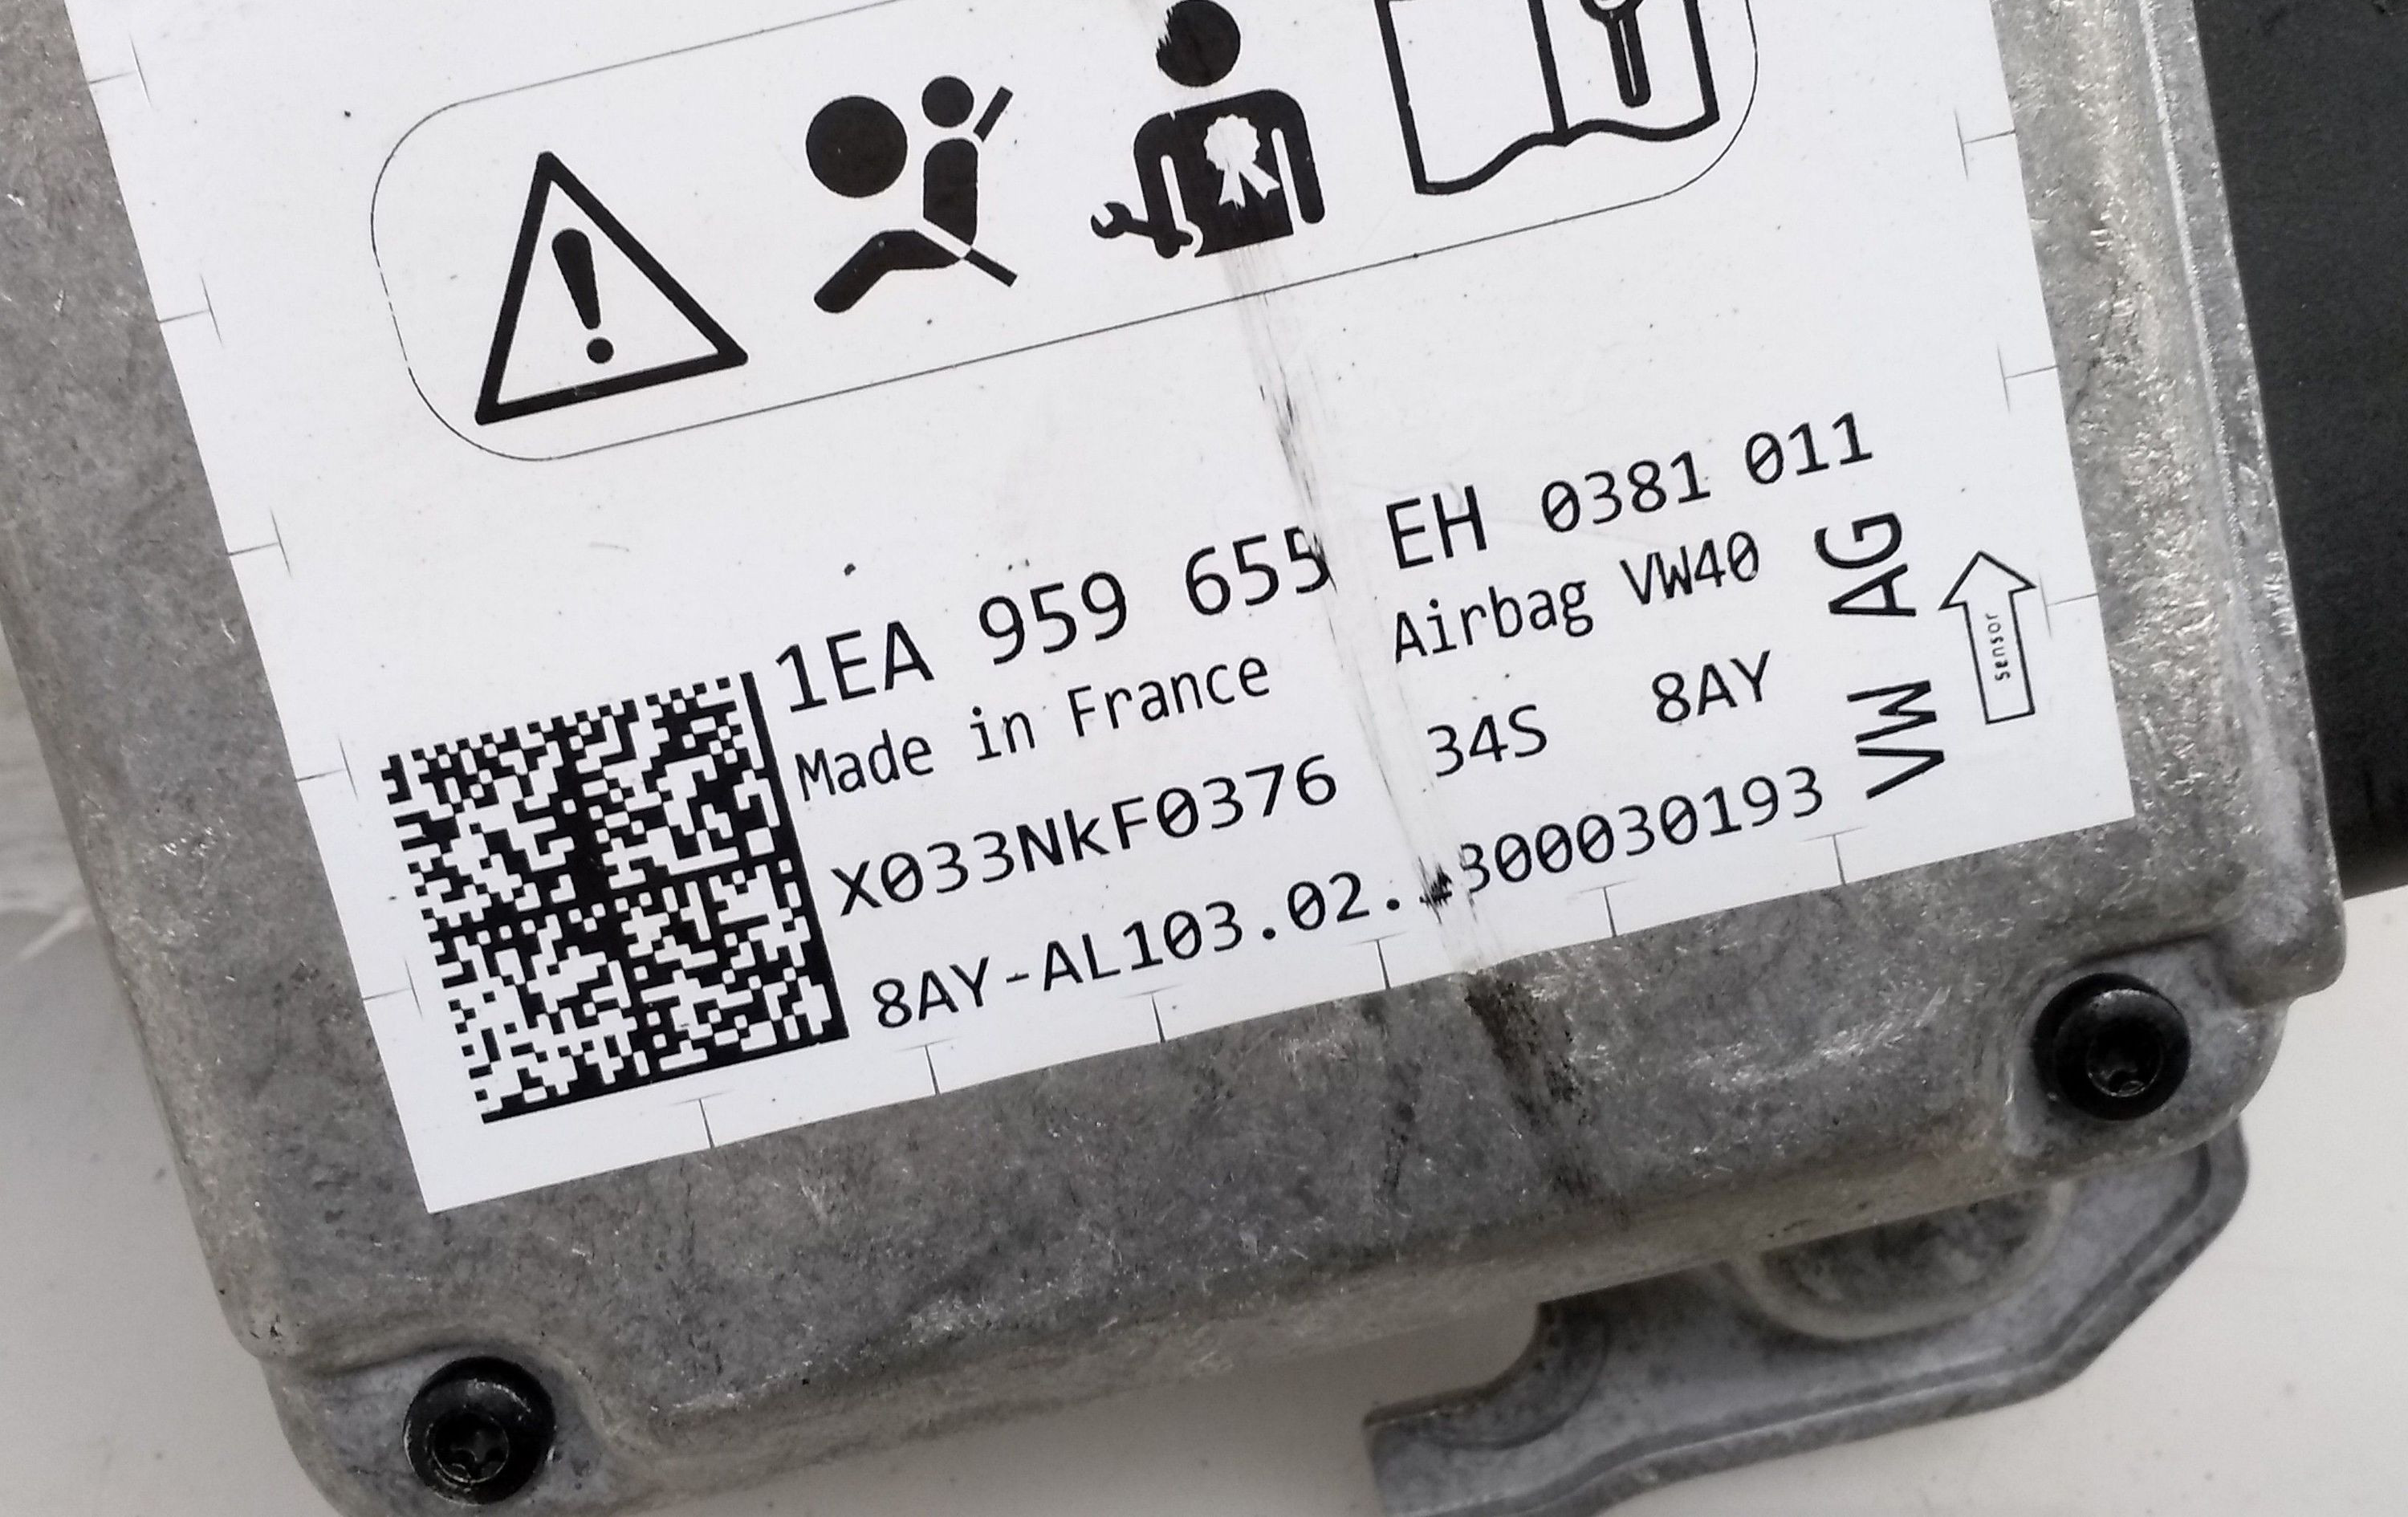 1EA 959 655 EH 0381 011
Made in France Airbag VW40
X033NkF0376 34S 8AY
8AY-AL103.02. 300030193
VW AG
sensor